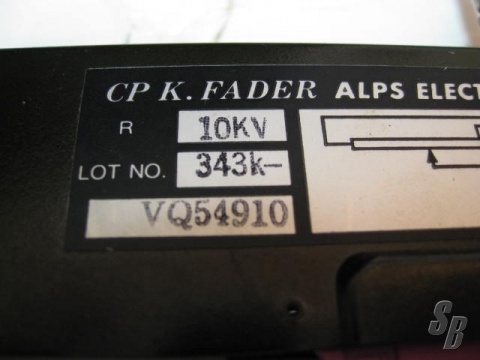 CP K. FADER ALPS ELECT
R 10KV
LOT NO. 343k-
VQ54910
SB